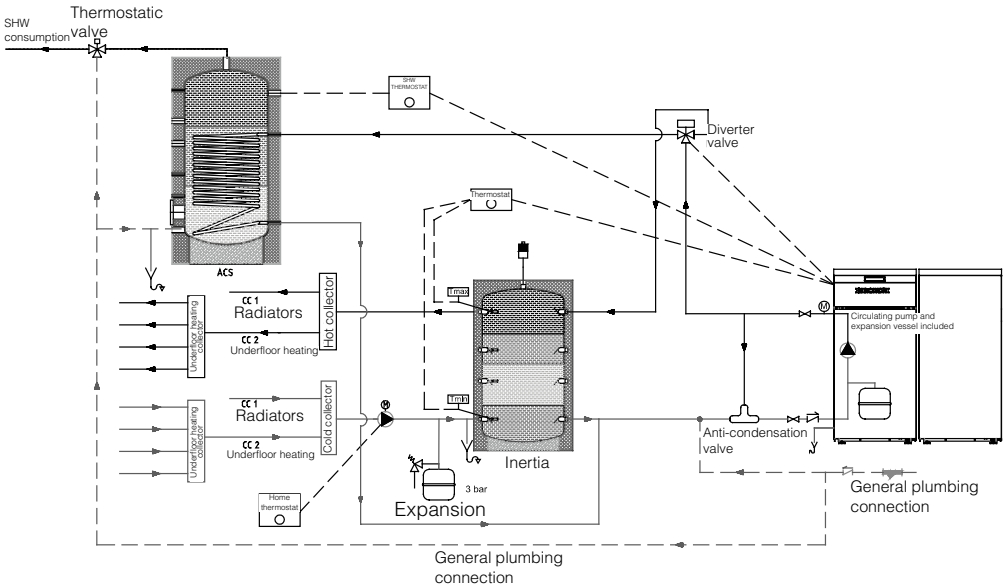 Thermostatic
valve
SHW
consumption
SHW
THERMOSTAT
Diverter
valve
Thermostat
ACS
Tmax
Hot collector
CC 1
Radiators
CC 2
Underfloor heating
Underfloor heating
collector
M
Circulating pump and
expansion vessel included
Tmin
Cold collector
CC 1
Radiators
CC 2
Underfloor heating
Underfloor heating
collector
M
Anti-condensation
valve
Inertia
3 bar
Expansion
Home
thermostat
General plumbing
connection
General plumbing
connection